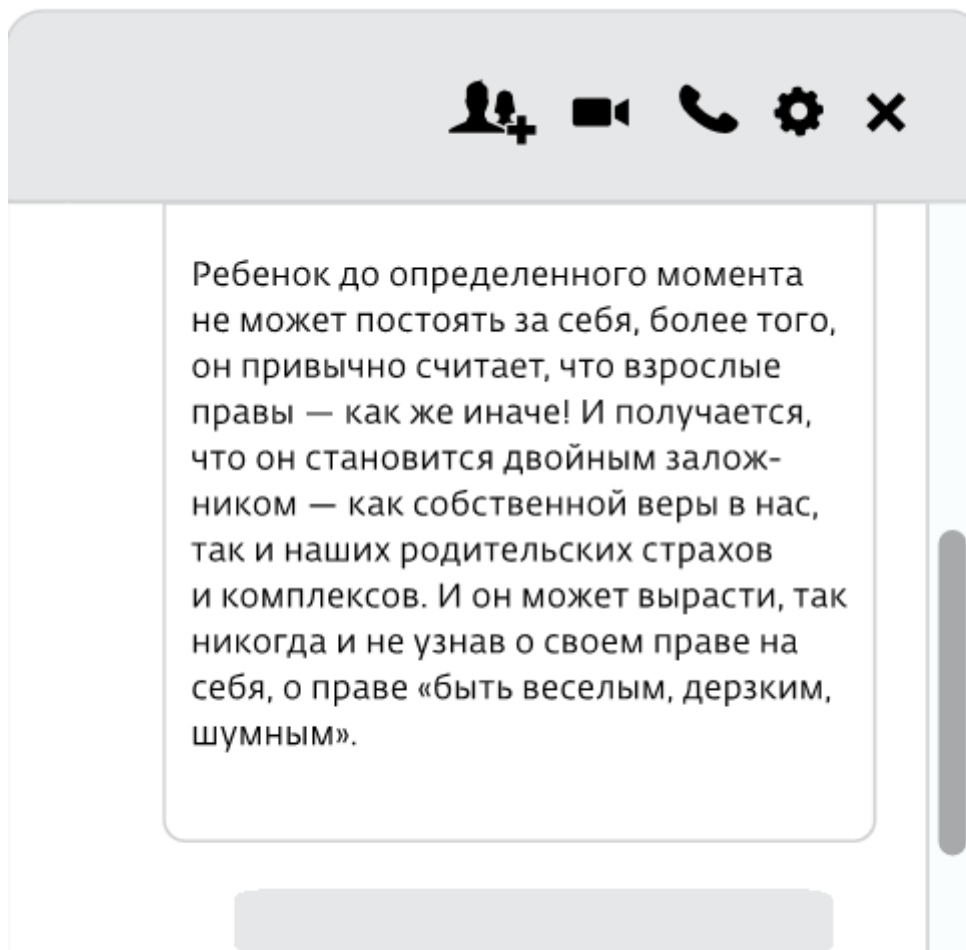 Ребенок до определенного момента
не может постоять за себя, более того,
он привычно считает, что взрослые
правы — как же иначе! И получается,
что он становится двойным залож-
ником — как собственной веры в нас,
так и наших родительских страхов
и комплексов. И он может вырасти, так
никогда и не узнав о своем праве на
себя, о праве «быть веселым, дерзким,
шумным».